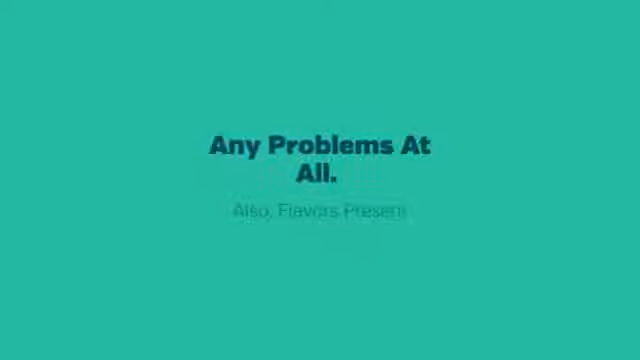 Any Problems At
All.
Also, Flavors Present